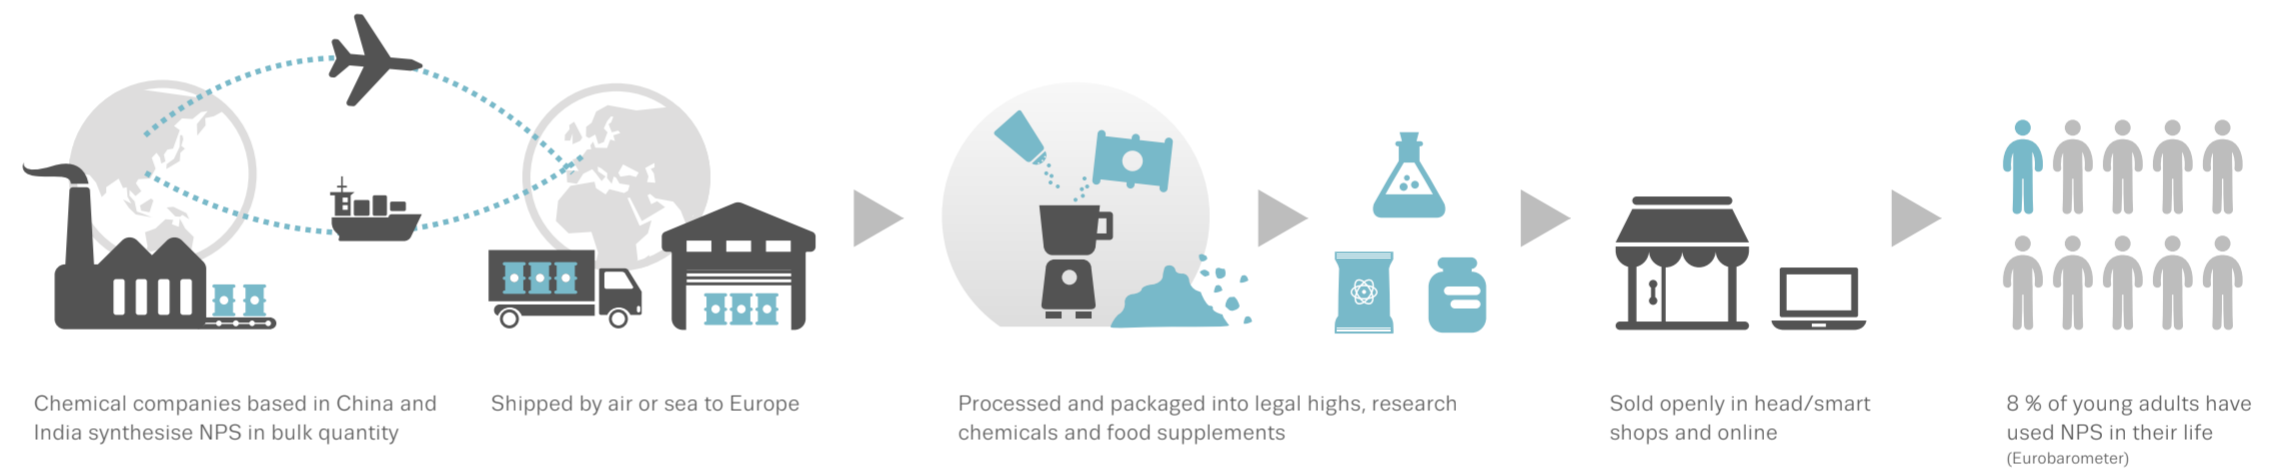 Chemical companies based in China and
India synthesise NPS in bulk quantity
Shipped by air or sea to Europe
Processed and packaged into legal highs, research
chemicals and food supplements
Sold openly in head/smart
shops and online
8 % of young adults have
used NPS in their life
(Eurobarometer)